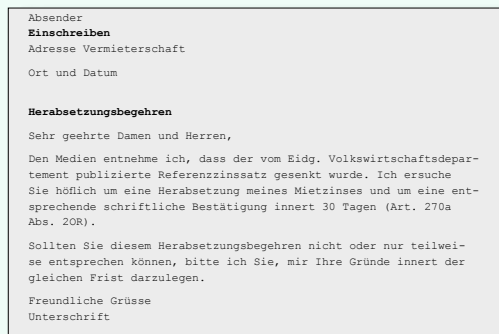 Absender
Einschreiben
Adresse Vermieterschaft
Ort und Datum
Herabsetzungsbegehren
Sehr geehrte Damen und Herren,
Den Medien entnehme ich, dass der vom Eidg. Volkswirtschaftsdepar-
tement publizierte Referenzzinssatz gesenkt wurde. Ich ersuche
Sie höflich um eine Herabsetzung meines Mietzinses und um eine ent-
sprechende schriftliche Bestätigung innert 30 Tagen (Art. 270a
Abs. 2OR).
Sollten Sie diesem Herabsetzungsbegehren nicht oder nur teilwei-
se entsprechen können, bitte ich Sie, mir Ihre Gründe innert der
gleichen Frist darzulegen.
Freundliche Grüsse
Unterschrift